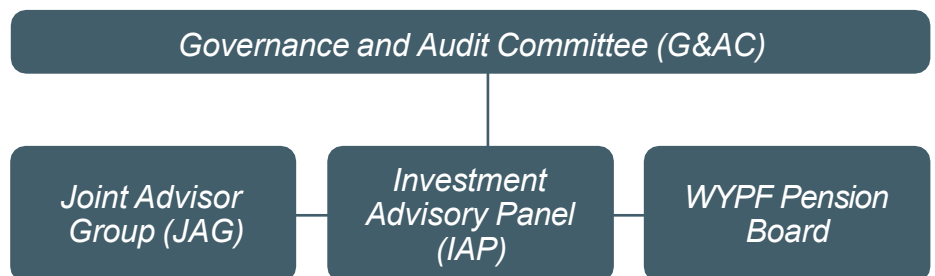 Governance and Audit Committee (G&AC)
Joint Advisor
Group (JAG)
Investment
Advisory Panel
(IAP)
WYPF Pension
Board